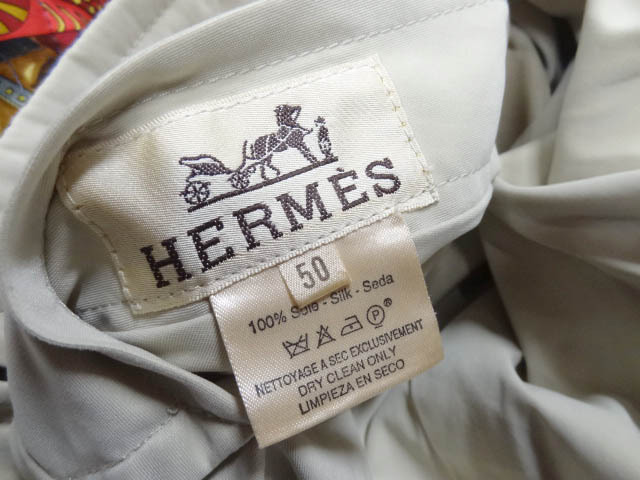 HERMÈS
50
100% Soie - Silk - Seda
P ®
NETTOYAGE A SEC EXCLUSIVEMENT
DRY CLEAN ONLY
LIMPIEZA EN SECO